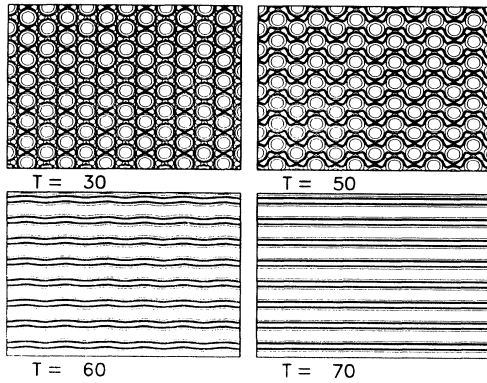 T = 30
T = 50
T = 60
T = 70